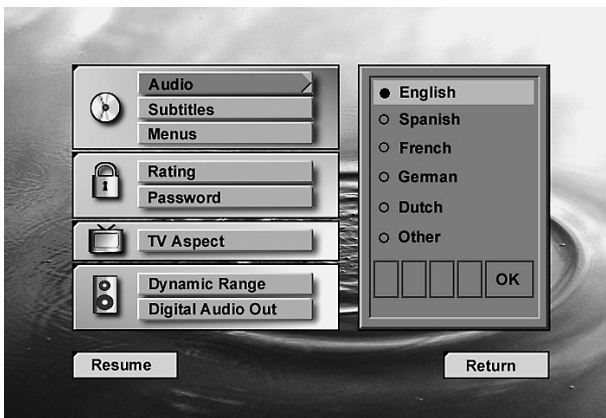 Audio
Subtitles
Menus
Rating
Password
TV Aspect
Dynamic Range
Digital Audio Out
English
Spanish
French
German
Dutch
Other
OK
Resume
Return